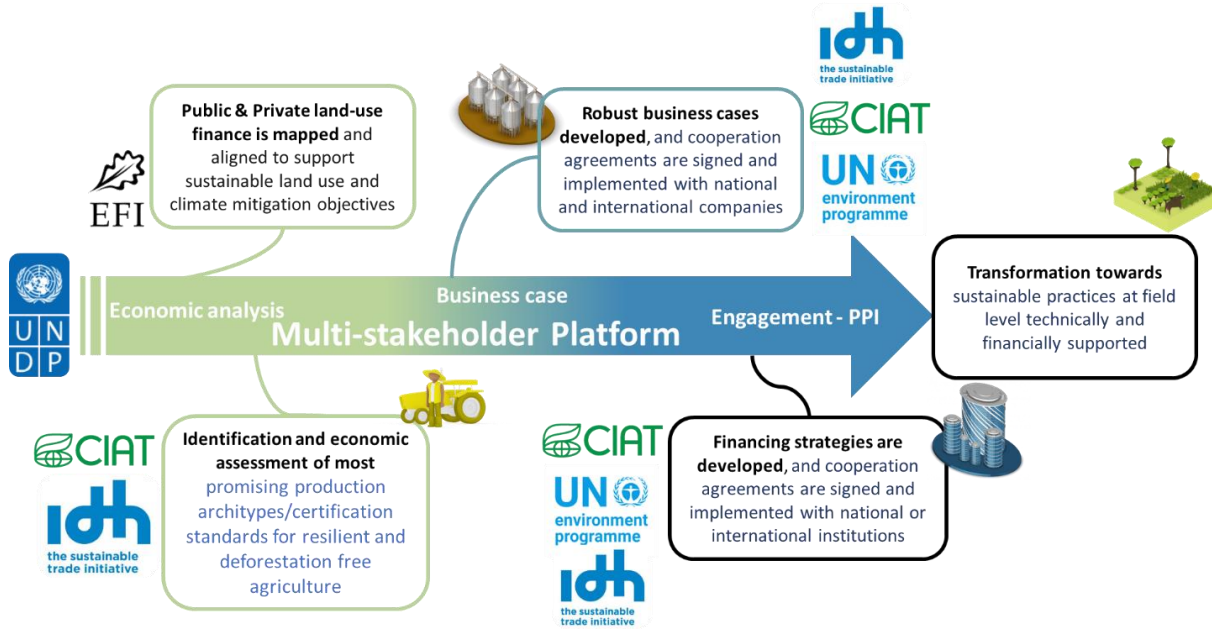 idh
the sustainable
trade initiative
Public & Private land-use
finance is mapped and
aligned to support
sustainable land use and
climate mitigation objectives
EFI
Robust business cases
developed, and cooperation
agreements are signed and
implemented with national
and international companies
CIAT
UN
environment
programme
UN
DP
Economic analysis
Business case
Multi-stakeholder Platform
Engagement - PPI
Transformation towards
sustainable practices at field
level technically and
financially supported
CIAT
idh
the sustainable
trade initiative
Identification and economic
assessment of most
promising production
architypes/certification
standards for resilient and
deforestation free
agriculture
CIAT
UN
environment
programme
idh
the sustainable
trade initiative
Financing strategies are
developed, and cooperation
agreements are signed and
implemented with national or
international institutions